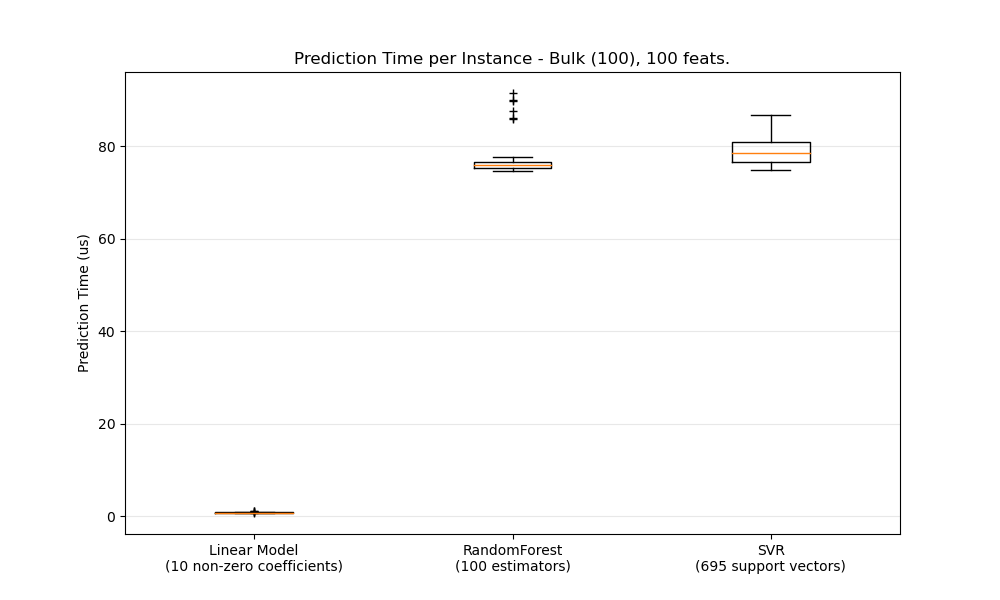 Prediction Time per Instance - Bulk (100), 100 feats.
Prediction Time (us)
80
60
40
20
0
Linear Model
(10 non-zero coefficients)
RandomForest
(100 estimators)
SVR
(695 support vectors)